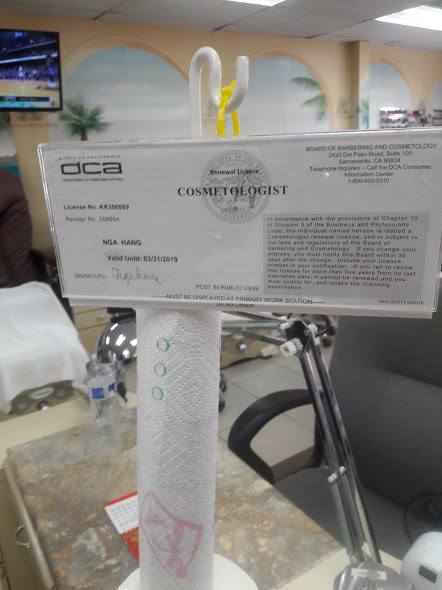 STATE OF CALIFORNIA
dca
DEPARTMENT OF CONSUMER AFFAIRS
Renewal License
COSMETOLOGIST
BOARD OF BARBERING AND COSMETOLOGY
2420 Del Paso Road, Suite 100
Sacramento, CA 95834
Telephone Inquiries - Call the DCA Consumer
Information Center
1-800-952-5210
License No.
Receipt No.
NGA HANG
Valid Until: 03/31/2019
SIGNATURE
In accordance with the provisions of Chapter 10
of Division 3 of the Business and Professions
Code, the individual named hereon is issued a
Cosmetologist renewal license, and is subject to
the laws and regulations of the Board of
Barbering and Cosmetology. If you change your
address, you must notify this Board within 30
days after the change. Include your license
number in your notification. If you fail to renew
this license for more than five years from its last
expiration date, it cannot be renewed and you
must qualify for, and retake the licensing
examination.
POST IN PUBLIC VIEW
MUST BE DISPLAYED AT PRIMARY WORK STATION